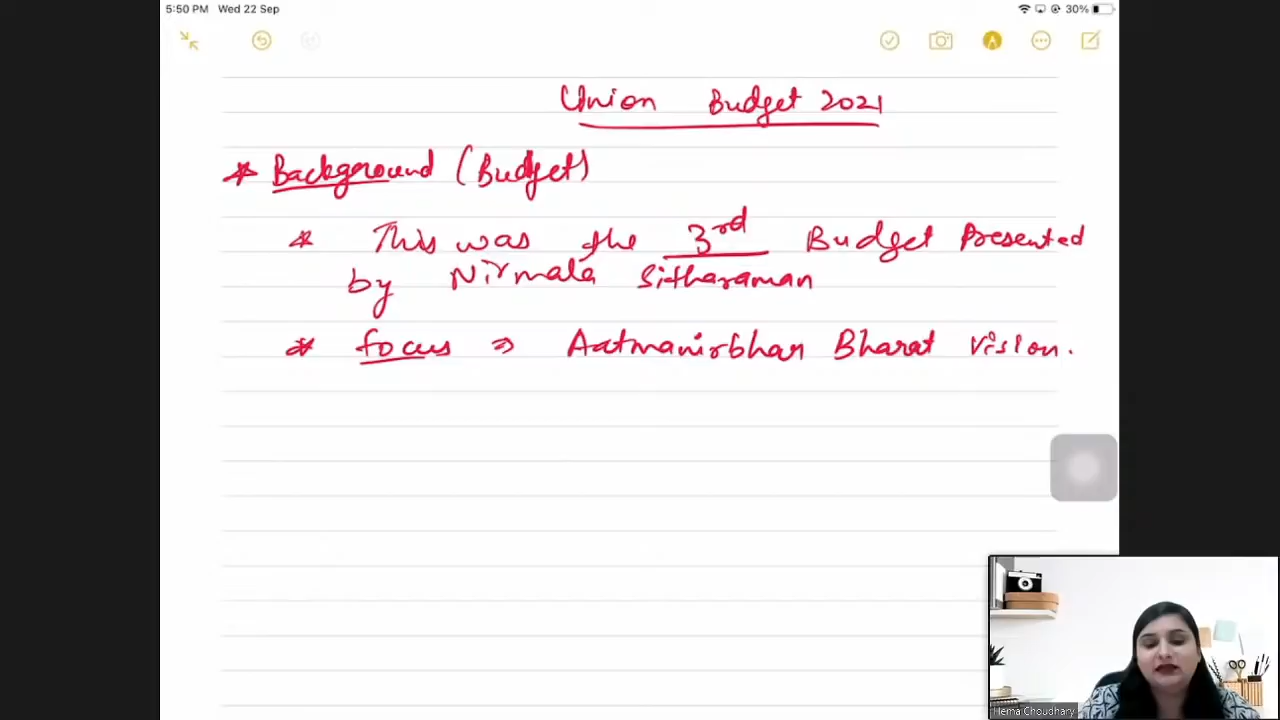 5:50 PM Wed 22 Sep
30%
Union Budget 2021
* Background (Budget)
* This was the 3rd Budget Presented
by Nirmala Sitharaman
* focus ⇒ Aatmanirbhar Bharat vision.
Hema Choudhary